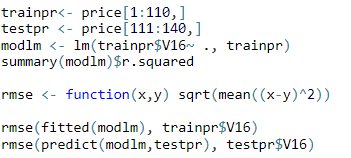 trainpr<- price[1:110,]
testpr <- price[111:140,]
modlm <- lm(trainpr$V16~ ., trainpr)
summary(modlm)$r.squared
rmse <- function(x,y) sqrt(mean((x-y)^2))
rmse(fitted(modlm), trainpr$V16)
rmse(predict(modlm,testpr), testpr$V16)